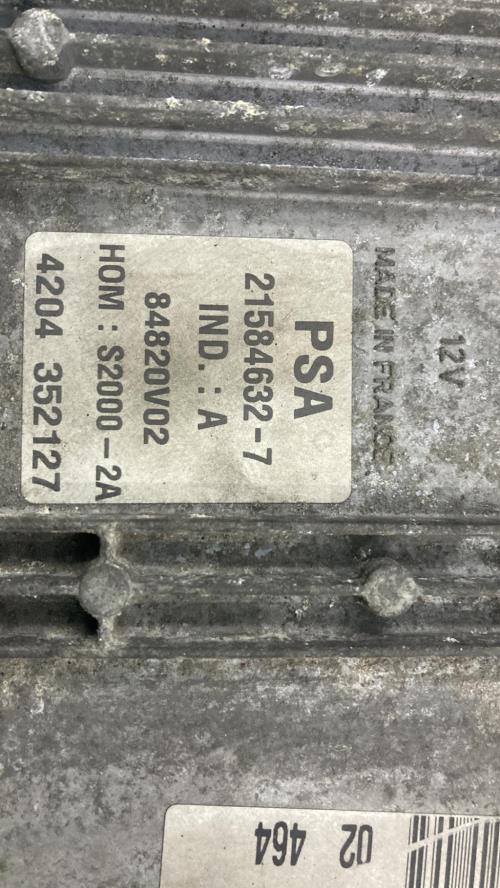 12V
MADE IN FRANCE
PSA
21584632-7
IND. : A
84820V02
HOM : S2000-2A
4204 352127
02 464